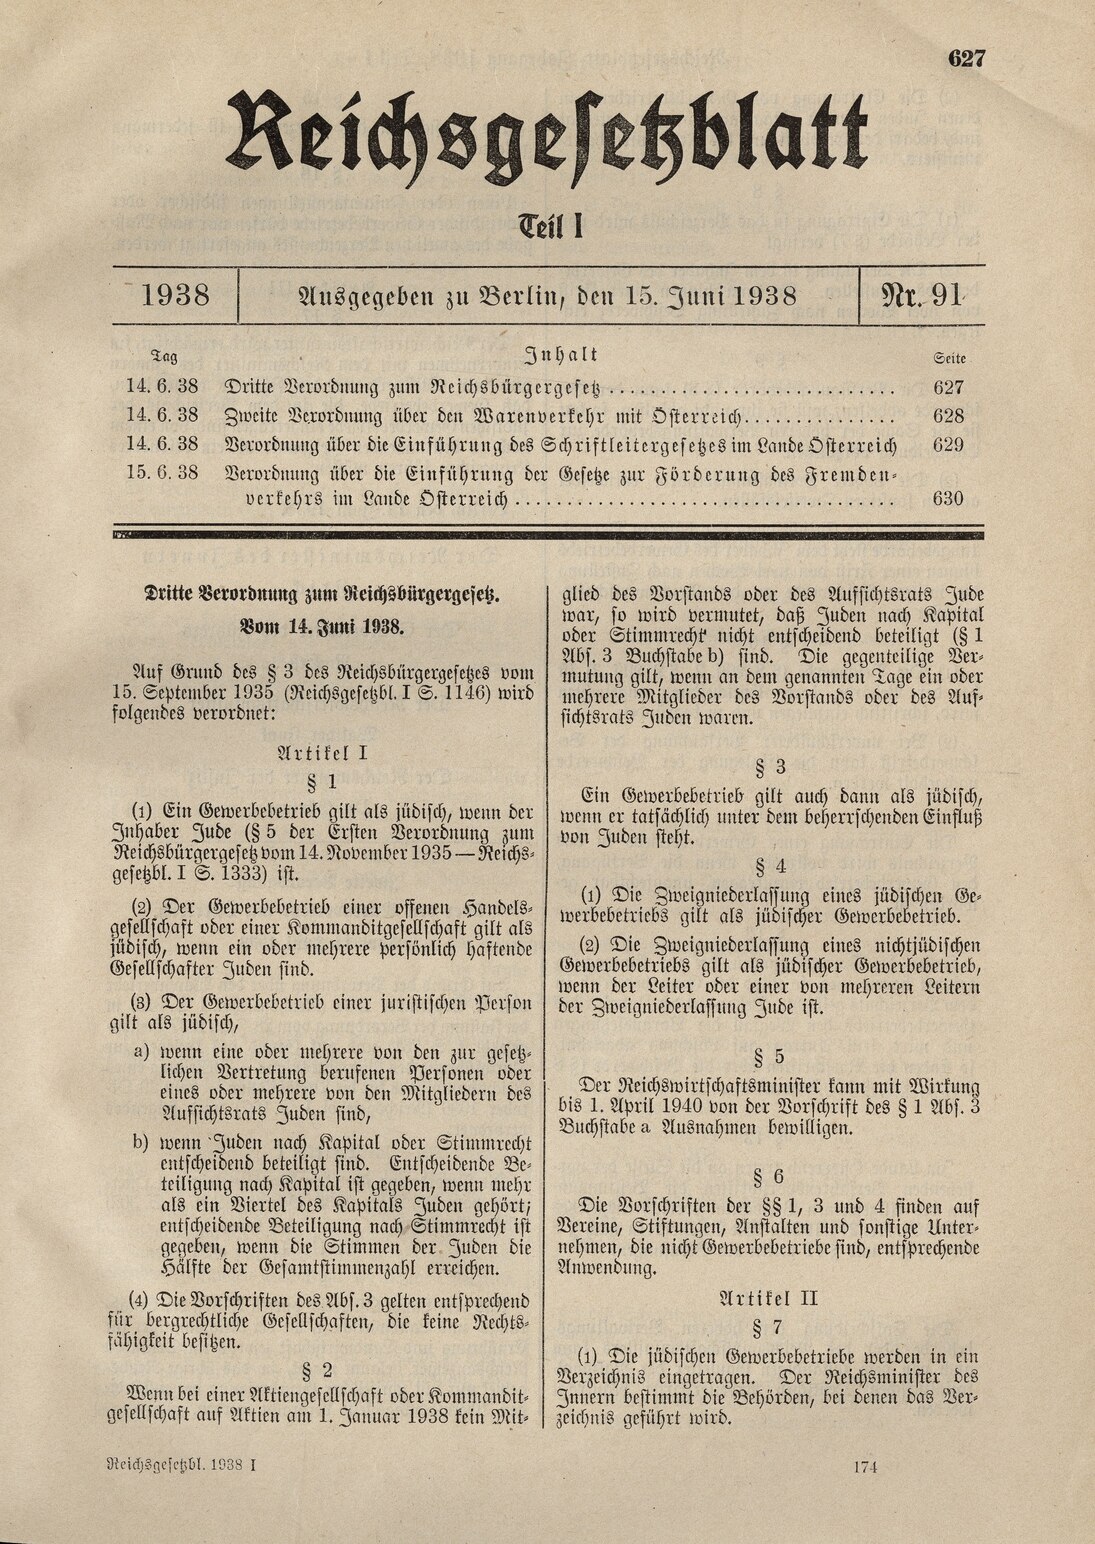 627
Reichsgesetzblatt
Teil I
1938 Ausgegeben zu Berlin, den 15. Juni 1938 Nr. 91
Tag Inhalt Seite
14. 6. 38 Dritte Verordnung zum Reichsbürgergesetz 627
14. 6. 38 Zweite Verordnung über den Warenverkehr mit Österreich 628
14. 6. 38 Verordnung über die Einführung des Schriftleitergesetzes im Lande Österreich 629
15. 6. 38 Verordnung über die Einführung der Gesetze zur Förderung des Fremden-
verkehrs im Lande Österreich 630
Dritte Verordnung zum Reichsbürgergesetz.
Vom 14. Juni 1938.
Auf Grund des § 3 des Reichsbürgergesetzes vom
15. September 1935 (Reichsgesetzbl. I S. 1146) wird
folgendes verordnet:
Artikel I
§ 1
(1) Ein Gewerbebetrieb gilt als jüdisch, wenn der
Inhaber Jude (§ 5 der Ersten Verordnung zum
Reichsbürgergesetz vom 14. November 1935 — Reichs-
gesetzbl. I S. 1333) ist.
(2) Der Gewerbebetrieb einer offenen Handels-
gesellschaft oder einer Kommanditgesellschaft gilt als
jüdisch, wenn ein oder mehrere persönlich haftende
Gesellschafter Juden sind.
(3) Der Gewerbebetrieb einer juristischen Person
gilt als jüdisch,
a) wenn eine oder mehrere von den zur gesetz-
lichen Vertretung berufenen Personen oder
eines oder mehrere von den Mitgliedern des
Aufsichtsrats Juden sind,
b) wenn Juden nach Kapital oder Stimmrecht
entscheidend beteiligt sind. Entscheidende Be-
teiligung nach Kapital ist gegeben, wenn mehr
als ein Viertel des Kapitals Juden gehört;
entscheidende Beteiligung nach Stimmrecht ist
gegeben, wenn die Stimmen der Juden die
Hälfte der Gesamtstimmenzahl erreichen.
(4) Die Vorschriften des Abs. 3 gelten entsprechend
für bergrechtliche Gesellschaften, die keine Rechts-
fähigkeit besitzen.
§ 2
Wenn bei einer Aktiengesellschaft oder Kommandit-
gesellschaft auf Aktien am 1. Januar 1938 kein Mit-
glied des Vorstands oder des Aufsichtsrats Jude
war, so wird vermutet, daß Juden nach Kapital
oder Stimmrecht nicht entscheidend beteiligt (§ 1
Abs. 3 Buchstabe b) sind. Die gegenteilige Ver-
mutung gilt, wenn an dem genannten Tage ein oder
mehrere Mitglieder des Vorstands oder des Auf-
sichtsrats Juden waren.
§ 3
Ein Gewerbebetrieb gilt auch dann als jüdisch,
wenn er tatsächlich unter dem beherrschenden Einfluß
von Juden steht.
§ 4
(1) Die Zweigniederlassung eines jüdischen Ge-
werbebetriebs gilt als jüdischer Gewerbebetrieb.
(2) Die Zweigniederlassung eines nichtjüdischen
Gewerbebetriebs gilt als jüdischer Gewerbebetrieb,
wenn der Leiter oder einer von mehreren Leitern
der Zweigniederlassung Jude ist.
§ 5
Der Reichswirtschaftsminister kann mit Wirkung
bis 1. April 1940 von der Vorschrift des § 1 Abs. 3
Buchstabe a Ausnahmen bewilligen.
§ 6
Die Vorschriften der §§ 1, 3 und 4 finden auf
Vereine, Stiftungen, Anstalten und sonstige Unter-
nehmen, die nicht Gewerbebetriebe sind, entsprechende
Anwendung.
Artikel II
§ 7
(1) Die jüdischen Gewerbebetriebe werden in ein
Verzeichnis eingetragen. Der Reichsminister des
Innern bestimmt die Behörden, bei denen das Ver-
zeichnis geführt wird.
Reichsgesetzbl. 1938 I 174